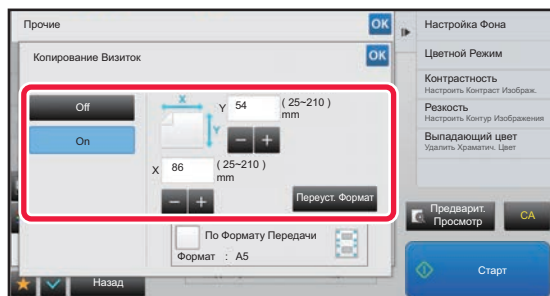 Прочие
OK
Копирование Визиток
OK
Off
On
X
Y
Y 54 ( 25~210 )
mm
X 86 ( 25~210 )
mm
Переуст. Формат
По Формату Передачи
Формат : A5
Назад
Настройка Фона
Цветной Режим
Контрастность
Настроить Контраст Изображ.
Резкость
Настроить Контур Изображения
Выпадающий цвет
Удалить Храматич. Цвет
Предварит.
Просмотр
CA
Старт